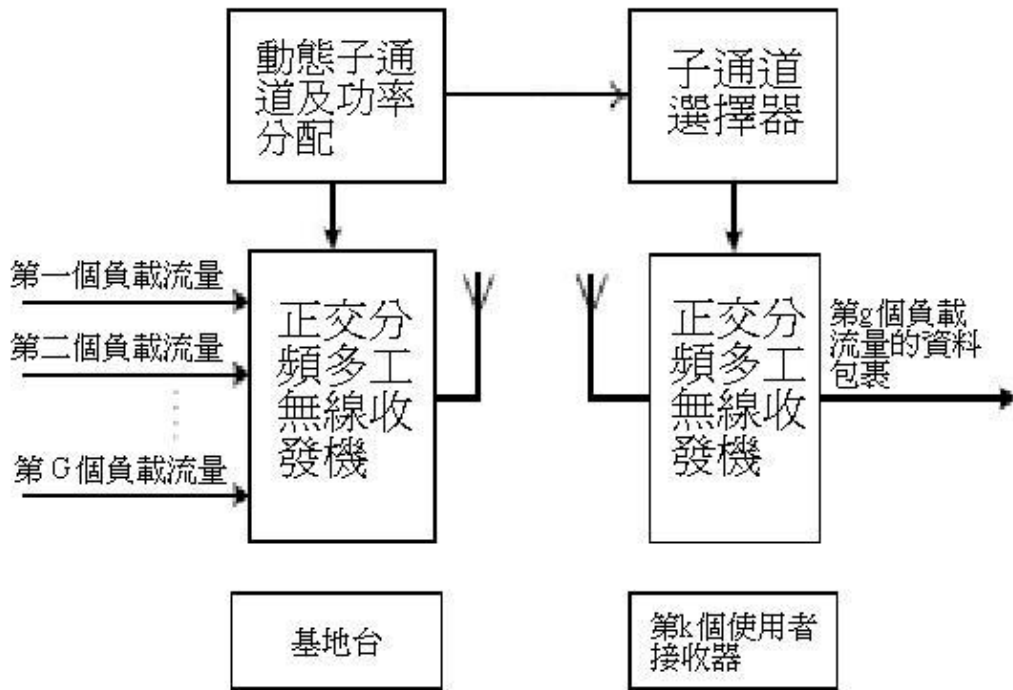 動態子通
道及功率
分配
子通道
選擇器
第一個負載流量
第二個負載流量
第G個負載流量
正交分
頻多工
無線收
發機
正交分
頻多工
無線收
發機
第g個負載
流量的資料
包裹
基地台
第k個使用者
接收器